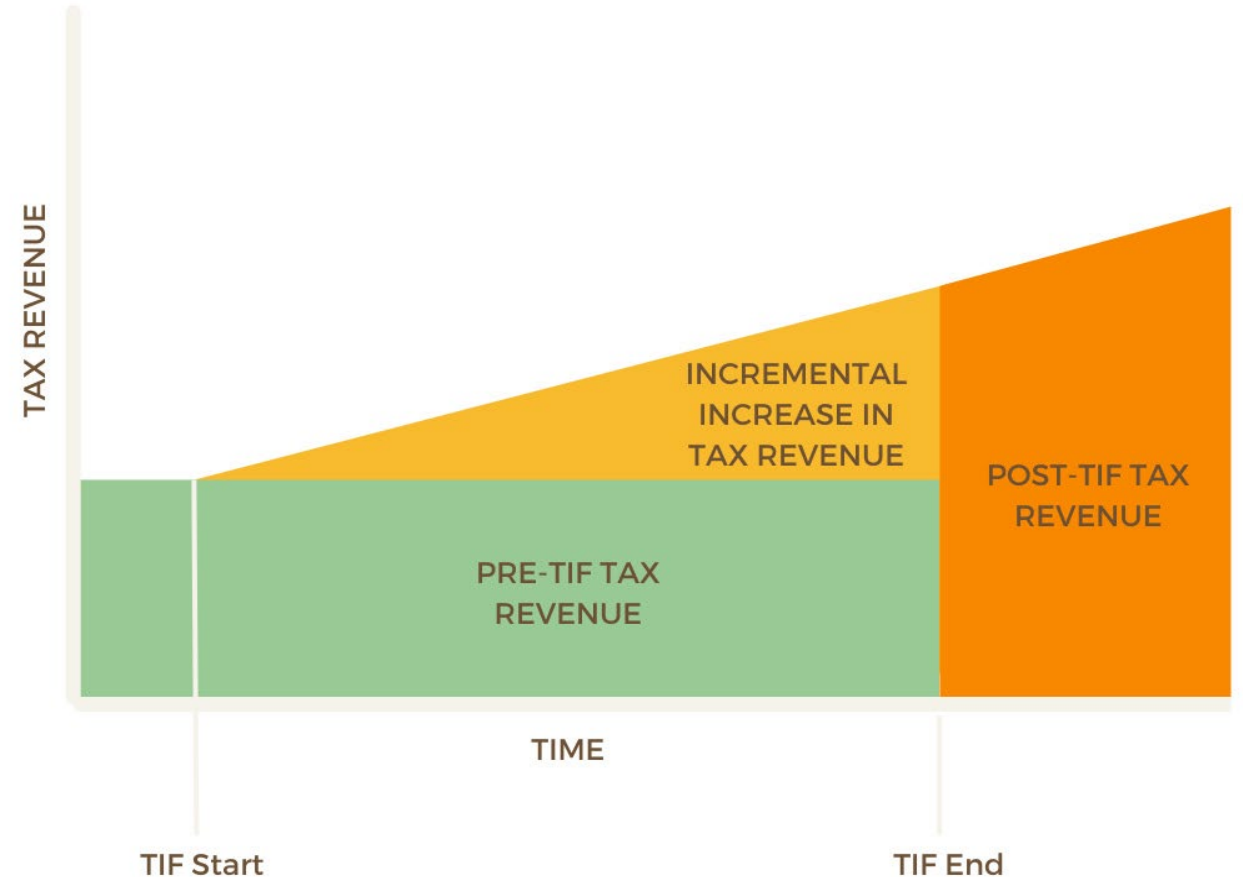 TAX REVENUE
INCREMENTAL
INCREASE IN
TAX REVENUE
POST-TIF TAX
REVENUE
PRE-TIF TAX
REVENUE
TIME
TIF Start
TIF End